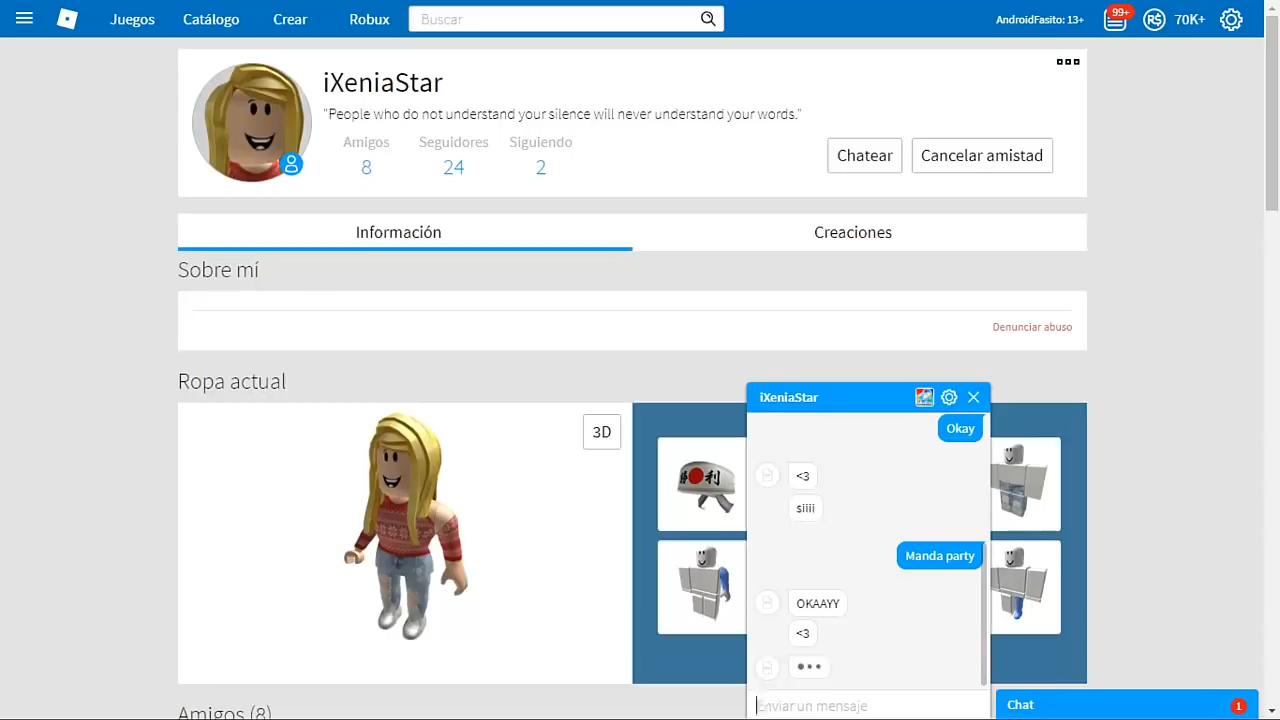 Juegos Catálogo Crear Robux Buscar AndroidFasito: 13+ 99+ R$ 70K+
iXeniaStar
"People who do not understand your silence will never understand your words."
Amigos Seguidores Siguiendo
8 24 2
Chatear Cancelar amistad
Información Creaciones
Sobre mí
Denunciar abuso
Ropa actual
3D
勝 利
iXeniaStar
Okay
<3
siiii
Manda party
OKAAYY
<3
Enviar un mensaje
Chat 1
Amigos (8)